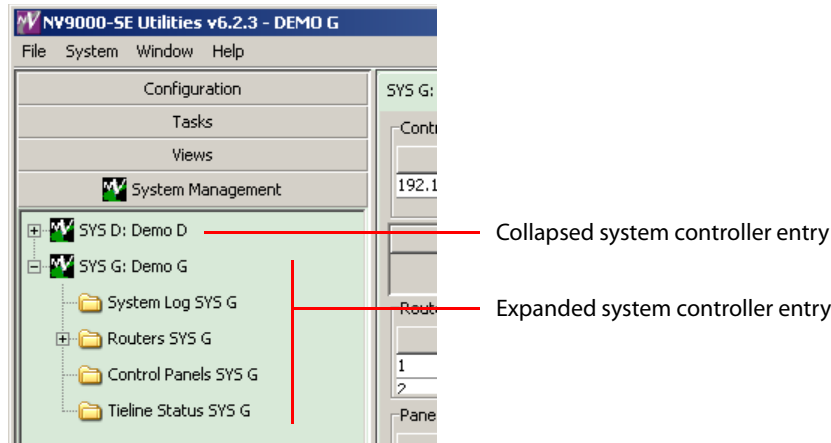 NV9000-SE Utilities v6.2.3 - DEMO G
File System Window Help
Configuration
Tasks
Views
System Management
SYS D: Demo D
SYS G: Demo G
System Log SYS G
Routers SYS G
Control Panels SYS G
Tieline Status SYS G
SYS G:
Contr
192.1
Route
1
2
Pane
Collapsed system controller entry
Expanded system controller entry